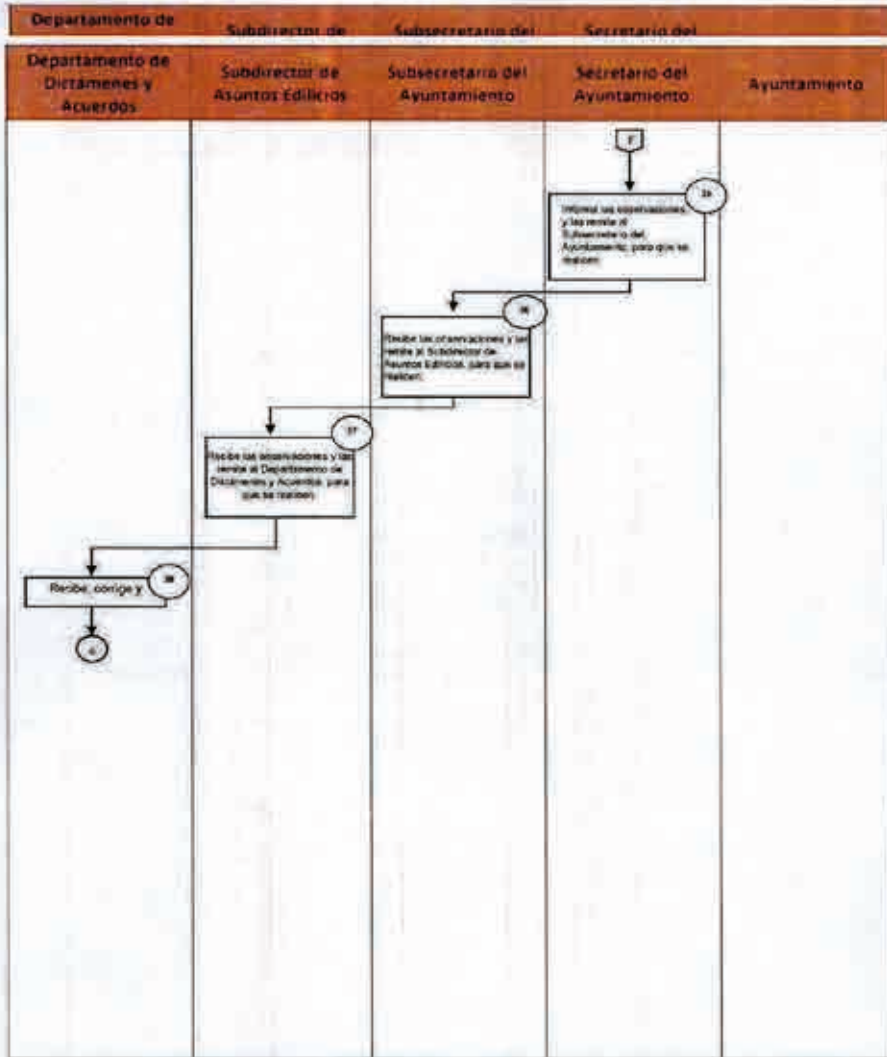 Departamento de
Subdirector de
Subsecretario del
Secretario del
Departamento de
Dictámenes y
Acuerdos
Subdirector de
Asuntos Edilicios
Subsecretario del
Ayuntamiento
Secretario del
Ayuntamiento
Ayuntamiento
Informa las observaciones
y las remite al
Subsecretario del
Ayuntamiento, para que se
realicen
Recibe las observaciones y las
remite al Subdirector de
Asuntos Edilicios, para que se
realicen
37
Recibe las observaciones y las
remite al Departamento de
Dictámenes y Acuerdos, para
que se realicen
Recibe, corrige y